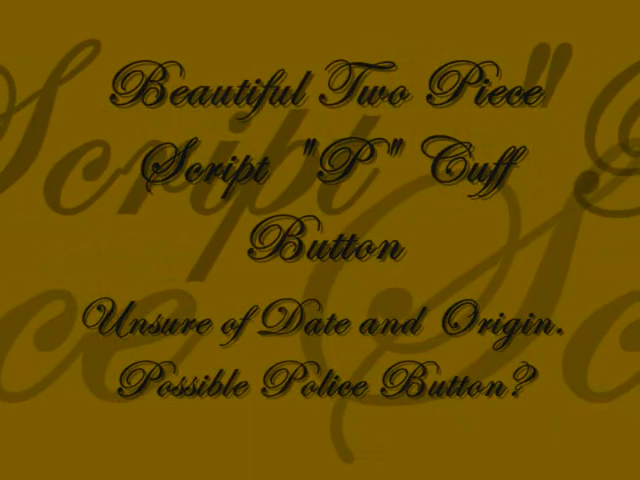 Beautiful Two Piece
Script "P" Cuff
Button
Unsure of Date and Origin.
Possible Police Button?